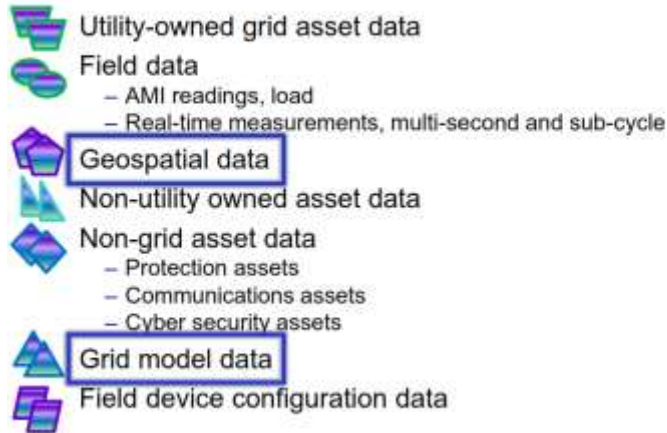 Utility-owned grid asset data
Field data
– AMI readings, load
– Real-time measurements, multi-second and sub-cycle
Geospatial data
Non-utility owned asset data
Non-grid asset data
– Protection assets
– Communications assets
– Cyber security assets
Grid model data
Field device configuration data